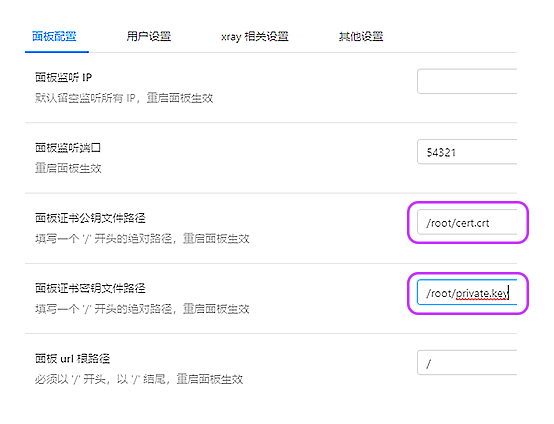 面板配置 用户设置 xray 相关设置 其他设置
面板监听 IP
默认留空监听所有 IP，重启面板生效
面板监听端口
重启面板生效
54321
面板证书公钥文件路径
填写一个 '/' 开头的绝对路径，重启面板生效
/root/cert.crt
面板证书密钥文件路径
填写一个 '/' 开头的绝对路径，重启面板生效
/root/private.key
面板 url 根路径
必须以 '/' 开头，以 '/' 结尾，重启面板生效
/